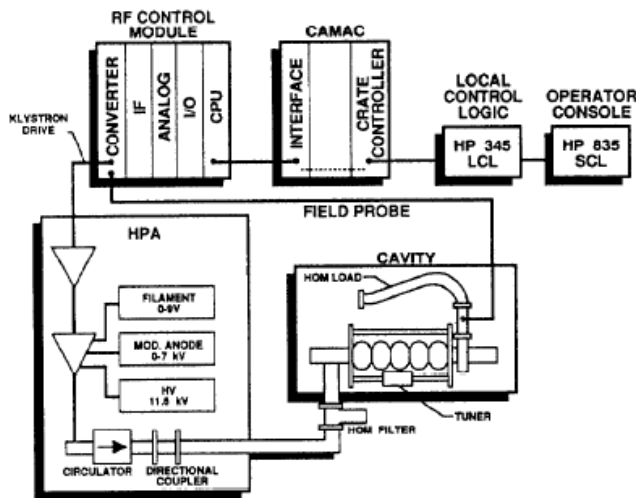 RF CONTROL
MODULE
CONVERTER
IF
ANALOG
I/O
CPU
CAMAC
INTERFACE
CRATE
CONTROLLER
LOCAL
CONTROL
LOGIC
HP 345
LCL
OPERATOR
CONSOLE
HP 835
SCL
KLYSTRON
DRIVE
FIELD PROBE
HPA
FILAMENT
0-9V
MOD. ANODE
0-7 kV
HV
11.6 kV
CIRCULATOR
DIRECTIONAL
COUPLER
CAVITY
HOM LOAD
TUNER
HOM FILTER